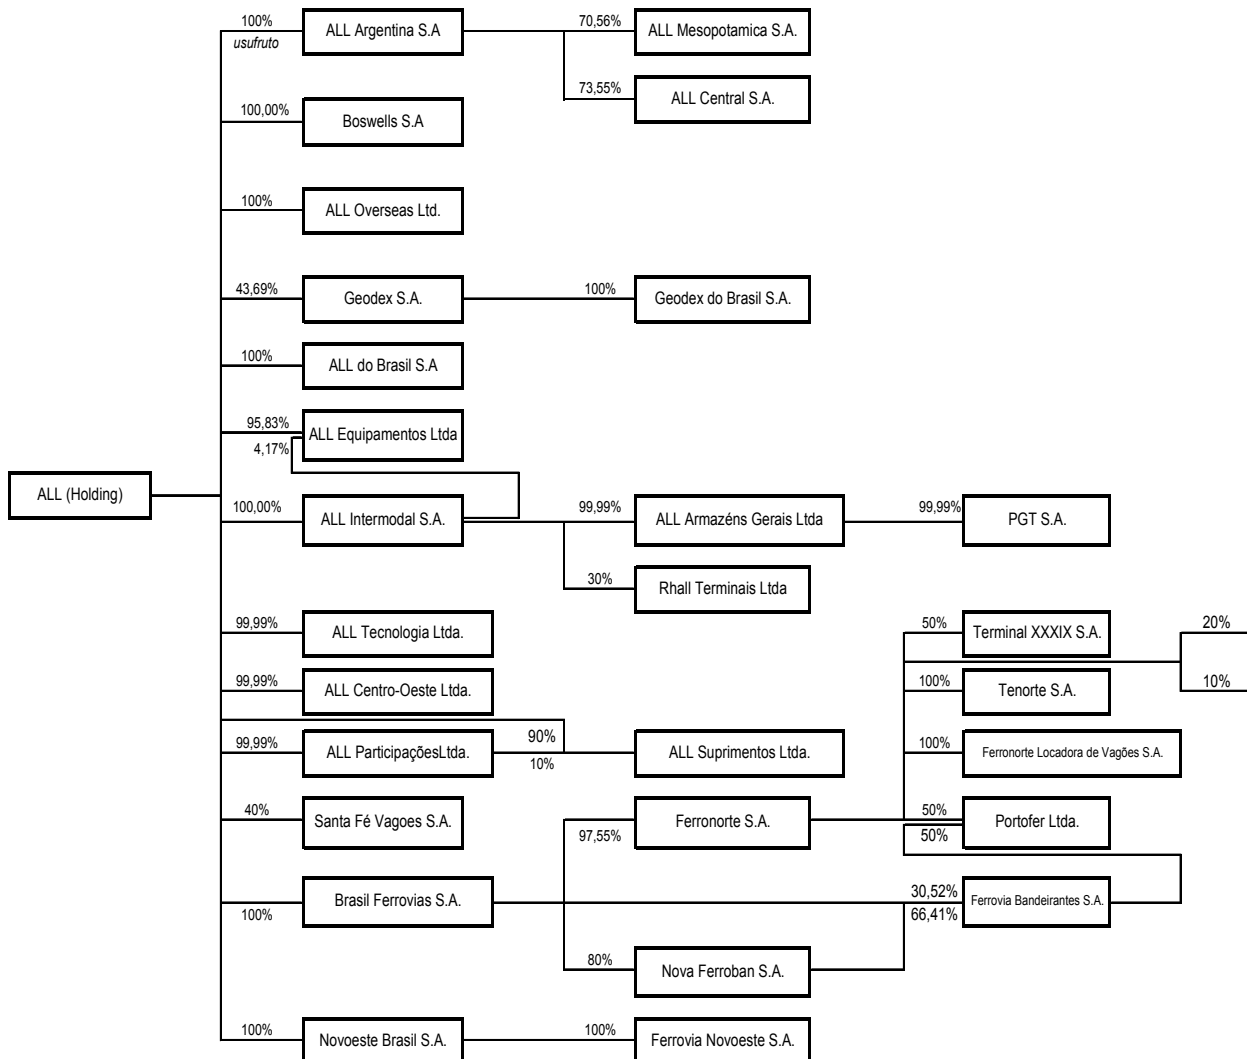 100%
usufruto
ALL Argentina S.A
70,56%
ALL Mesopotamica S.A.
73,55%
ALL Central S.A.
100,00%
Boswells S.A
100%
ALL Overseas Ltd.
43,69%
Geodex S.A.
100%
Geodex do Brasil S.A.
100%
ALL do Brasil S.A
95,83%
4,17%
ALL Equipamentos Ltda
ALL (Holding)
100,00%
ALL Intermodal S.A.
99,99%
ALL Armazéns Gerais Ltda
99,99%
PGT S.A.
30%
Rhall Terminais Ltda
99,99%
ALL Tecnologia Ltda.
50%
Terminal XXXIX S.A.
20%
99,99%
ALL Centro-Oeste Ltda.
100%
Tenorte S.A.
10%
99,99%
ALL ParticipaçõesLtda.
90%
10%
ALL Suprimentos Ltda.
100%
Ferronorte Locadora de Vagões S.A.
40%
Santa Fé Vagoes S.A.
97,55%
Ferronorte S.A.
50%
50%
Portofer Ltda.
100%
Brasil Ferrovias S.A.
30,52%
66,41%
Ferrovia Bandeirantes S.A.
80%
Nova Ferroban S.A.
100%
Novoeste Brasil S.A.
100%
Ferrovia Novoeste S.A.